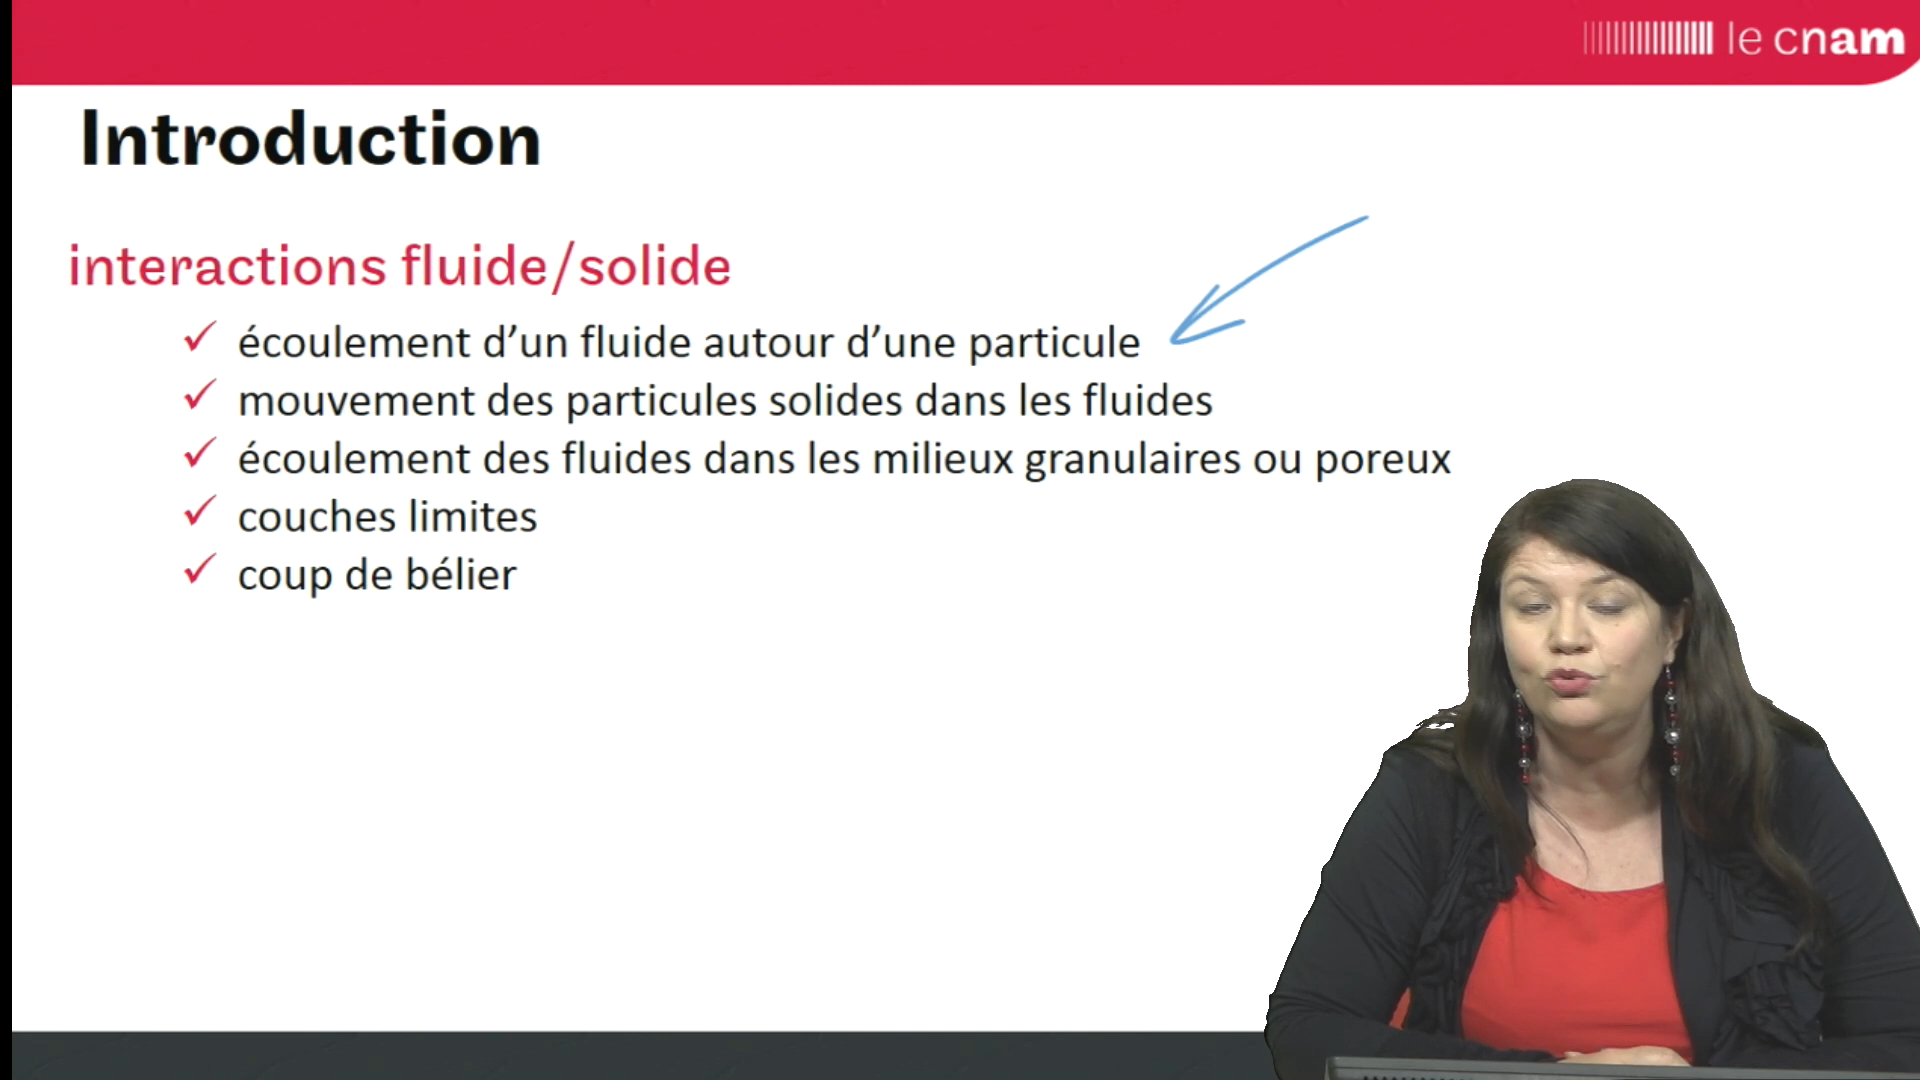 le cnam
Introduction
interactions fluide/solide
écoulement d’un fluide autour d’une particule
mouvement des particules solides dans les fluides
écoulement des fluides dans les milieux granulaires ou poreux
couches limites
coup de bélier